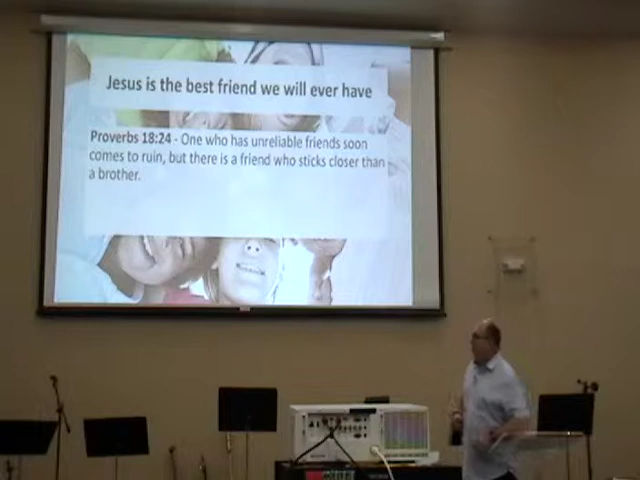 Jesus is the best friend we will ever have
Proverbs 18:24 - One who has unreliable friends soon
comes to ruin, but there is a friend who sticks closer than
a brother.